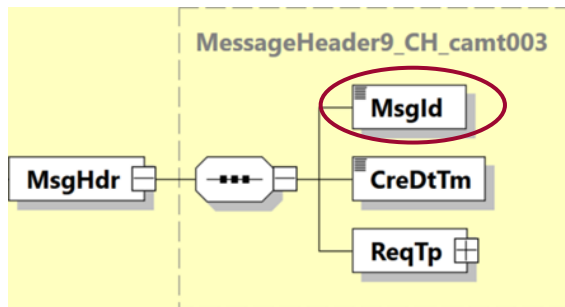 MessageHeader9_CH_camt003
MsgId
MsgHdr
CreDtTm
ReqTp